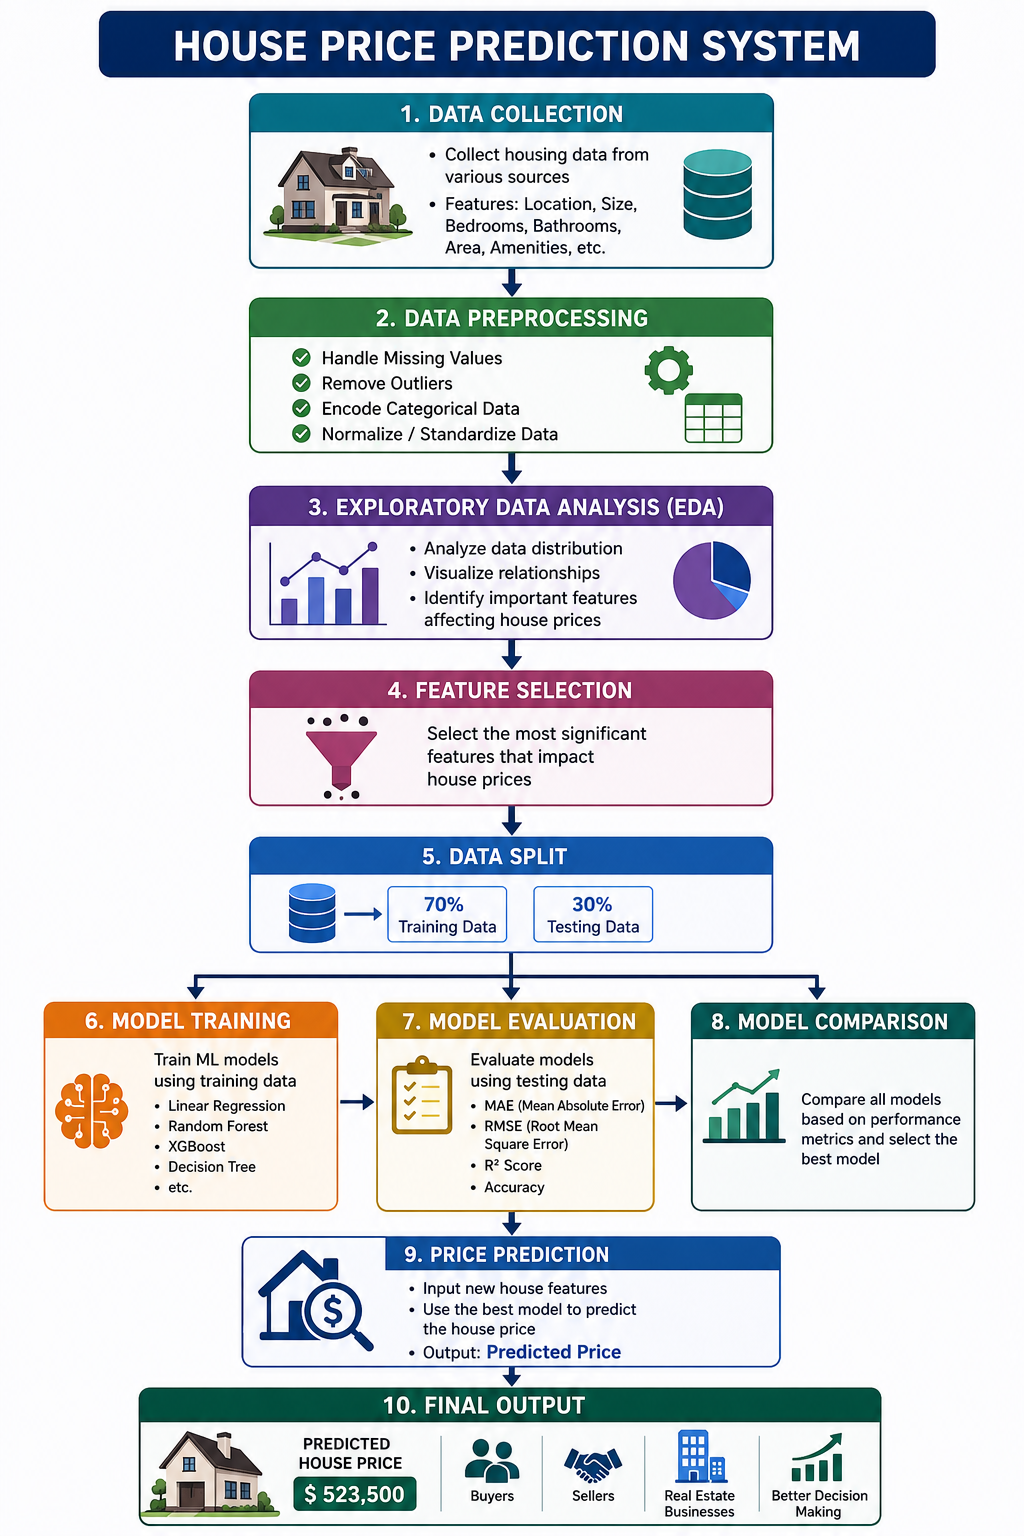 HOUSE PRICE PREDICTION SYSTEM
1. DATA COLLECTION
• Collect housing data from
various sources
• Features: Location, Size,
Bedrooms, Bathrooms,
Area, Amenities, etc.
2. DATA PREPROCESSING
Handle Missing Values
Remove Outliers
Encode Categorical Data
Normalize / Standardize Data
3. EXPLORATORY DATA ANALYSIS (EDA)
• Analyze data distribution
• Visualize relationships
• Identify important features
affecting house prices
4. FEATURE SELECTION
Select the most significant
features that impact
house prices
5. DATA SPLIT
70%
Training Data
30%
Testing Data
6. MODEL TRAINING
Train ML models
using training data
• Linear Regression
• Random Forest
• XGBoost
• Decision Tree
• etc.
7. MODEL EVALUATION
Evaluate models
using testing data
• MAE (Mean Absolute Error)
• RMSE (Root Mean
Square Error)
• R² Score
• Accuracy
8. MODEL COMPARISON
Compare all models
based on performance
metrics and select the
best model
9. PRICE PREDICTION
$
• Input new house features
• Use the best model to predict
the house price
• Output: Predicted Price
10. FINAL OUTPUT
PREDICTED
HOUSE PRICE
$ 523,500
Buyers
Sellers
Real Estate
Businesses
Better Decision
Making